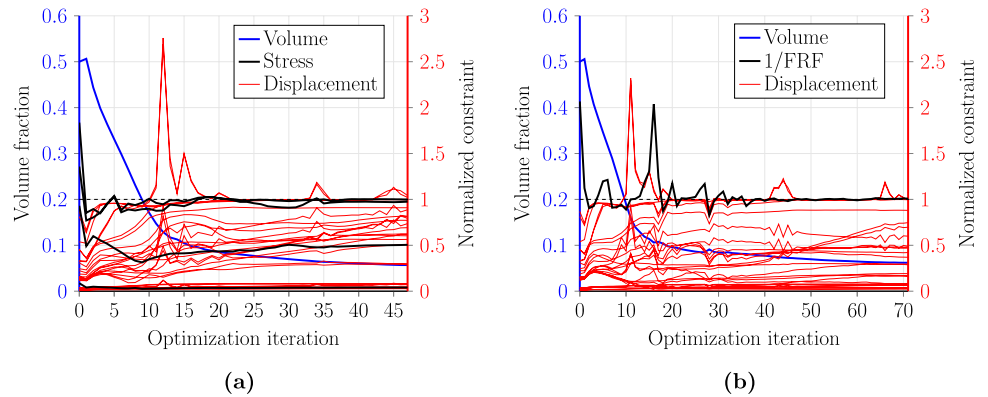 0.6
0.5
0.4
0.3
0.2
0.1
0
Volume fraction
0 5 10 15 20 25 30 35 40 45
Optimization iteration
3
2.5
2
1.5
1
0.5
0
Normalized constraint
Volume
Stress
Displacement
(a)
0.6
0.5
0.4
0.3
0.2
0.1
0
Volume fraction
0 10 20 30 40 50 60 70
Optimization iteration
3
2.5
2
1.5
1
0.5
0
Normalized constraint
Volume
1/FRF
Displacement
(b)